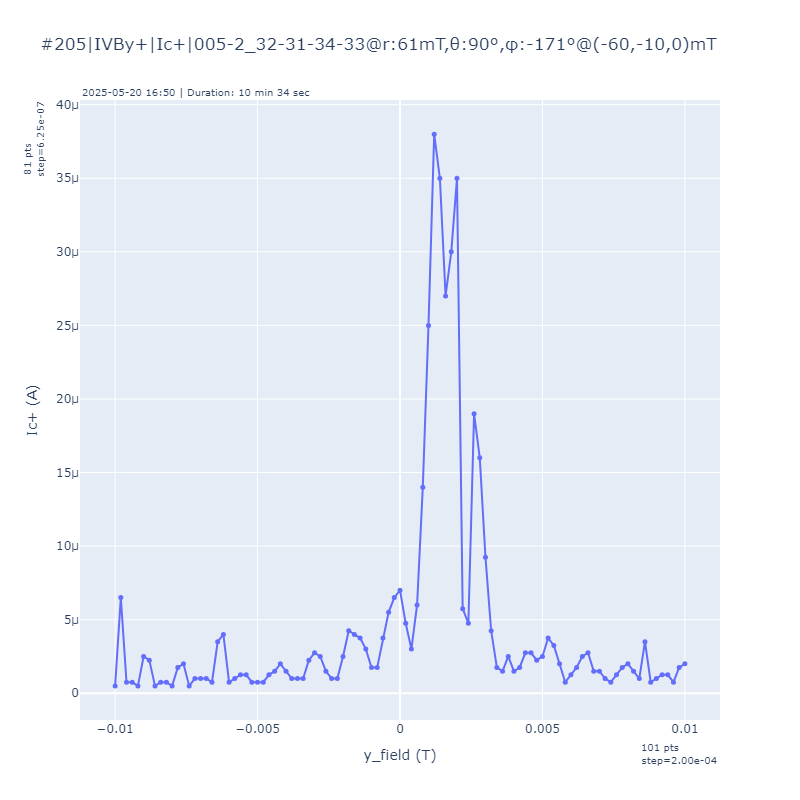 #205|IVBy+|Ic+|005-2_32-31-34-33@r:61mT,θ:90°,φ:-171°@(-60,-10,0)mT
2025-05-20 16:50 | Duration: 10 min 34 sec
81 pts
step=6.25e-07
40μ
35μ
30μ
25μ
20μ
15μ
10μ
5μ
0
Ic+ (A)
−0.01
−0.005
0
0.005
0.01
y_field (T)
101 pts
step=2.00e-04